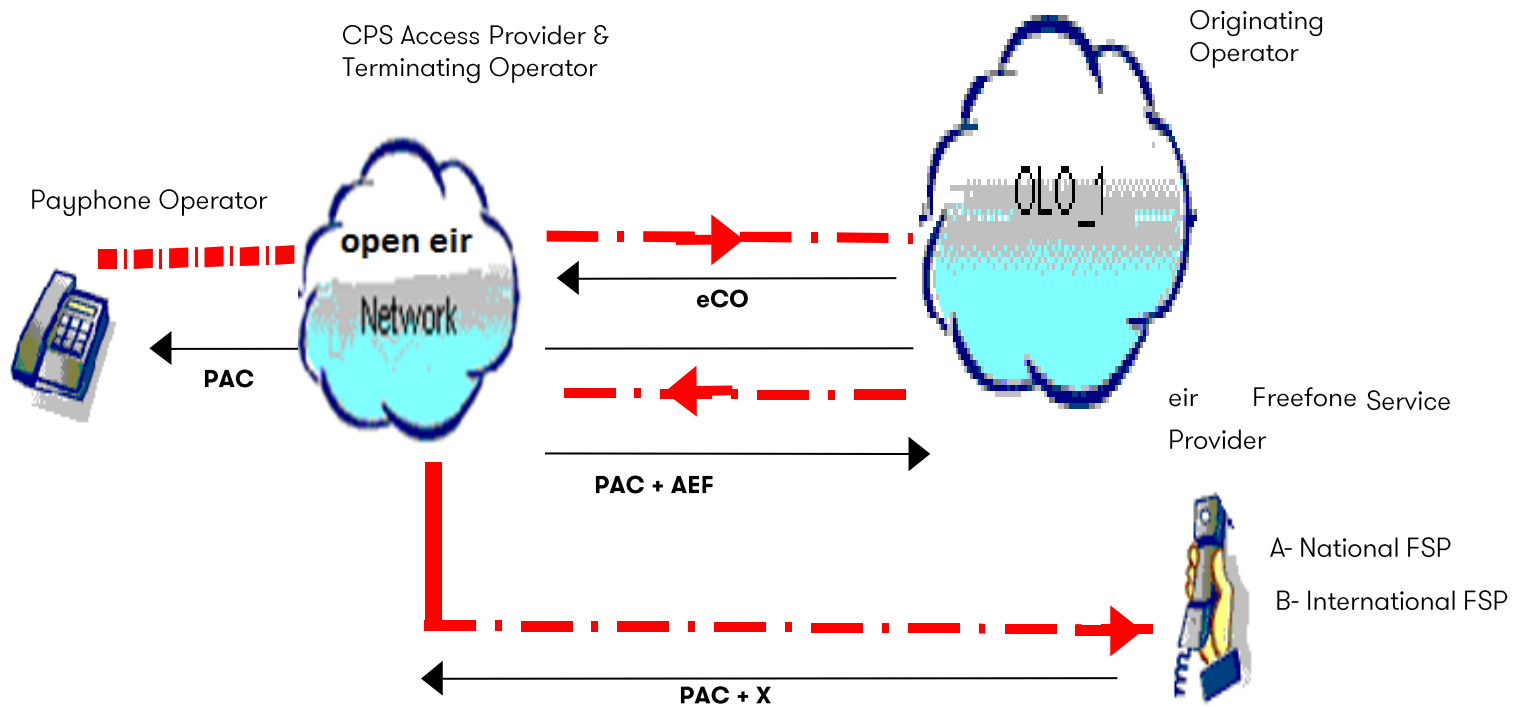 CPS Access Provider &
Terminating Operator
Originating
Operator
Payphone Operator
open eir
Network
OLO_1
eCO
PAC
PAC + AEF
eir Freefone Service
Provider
A- National FSP
B- International FSP
PAC + X